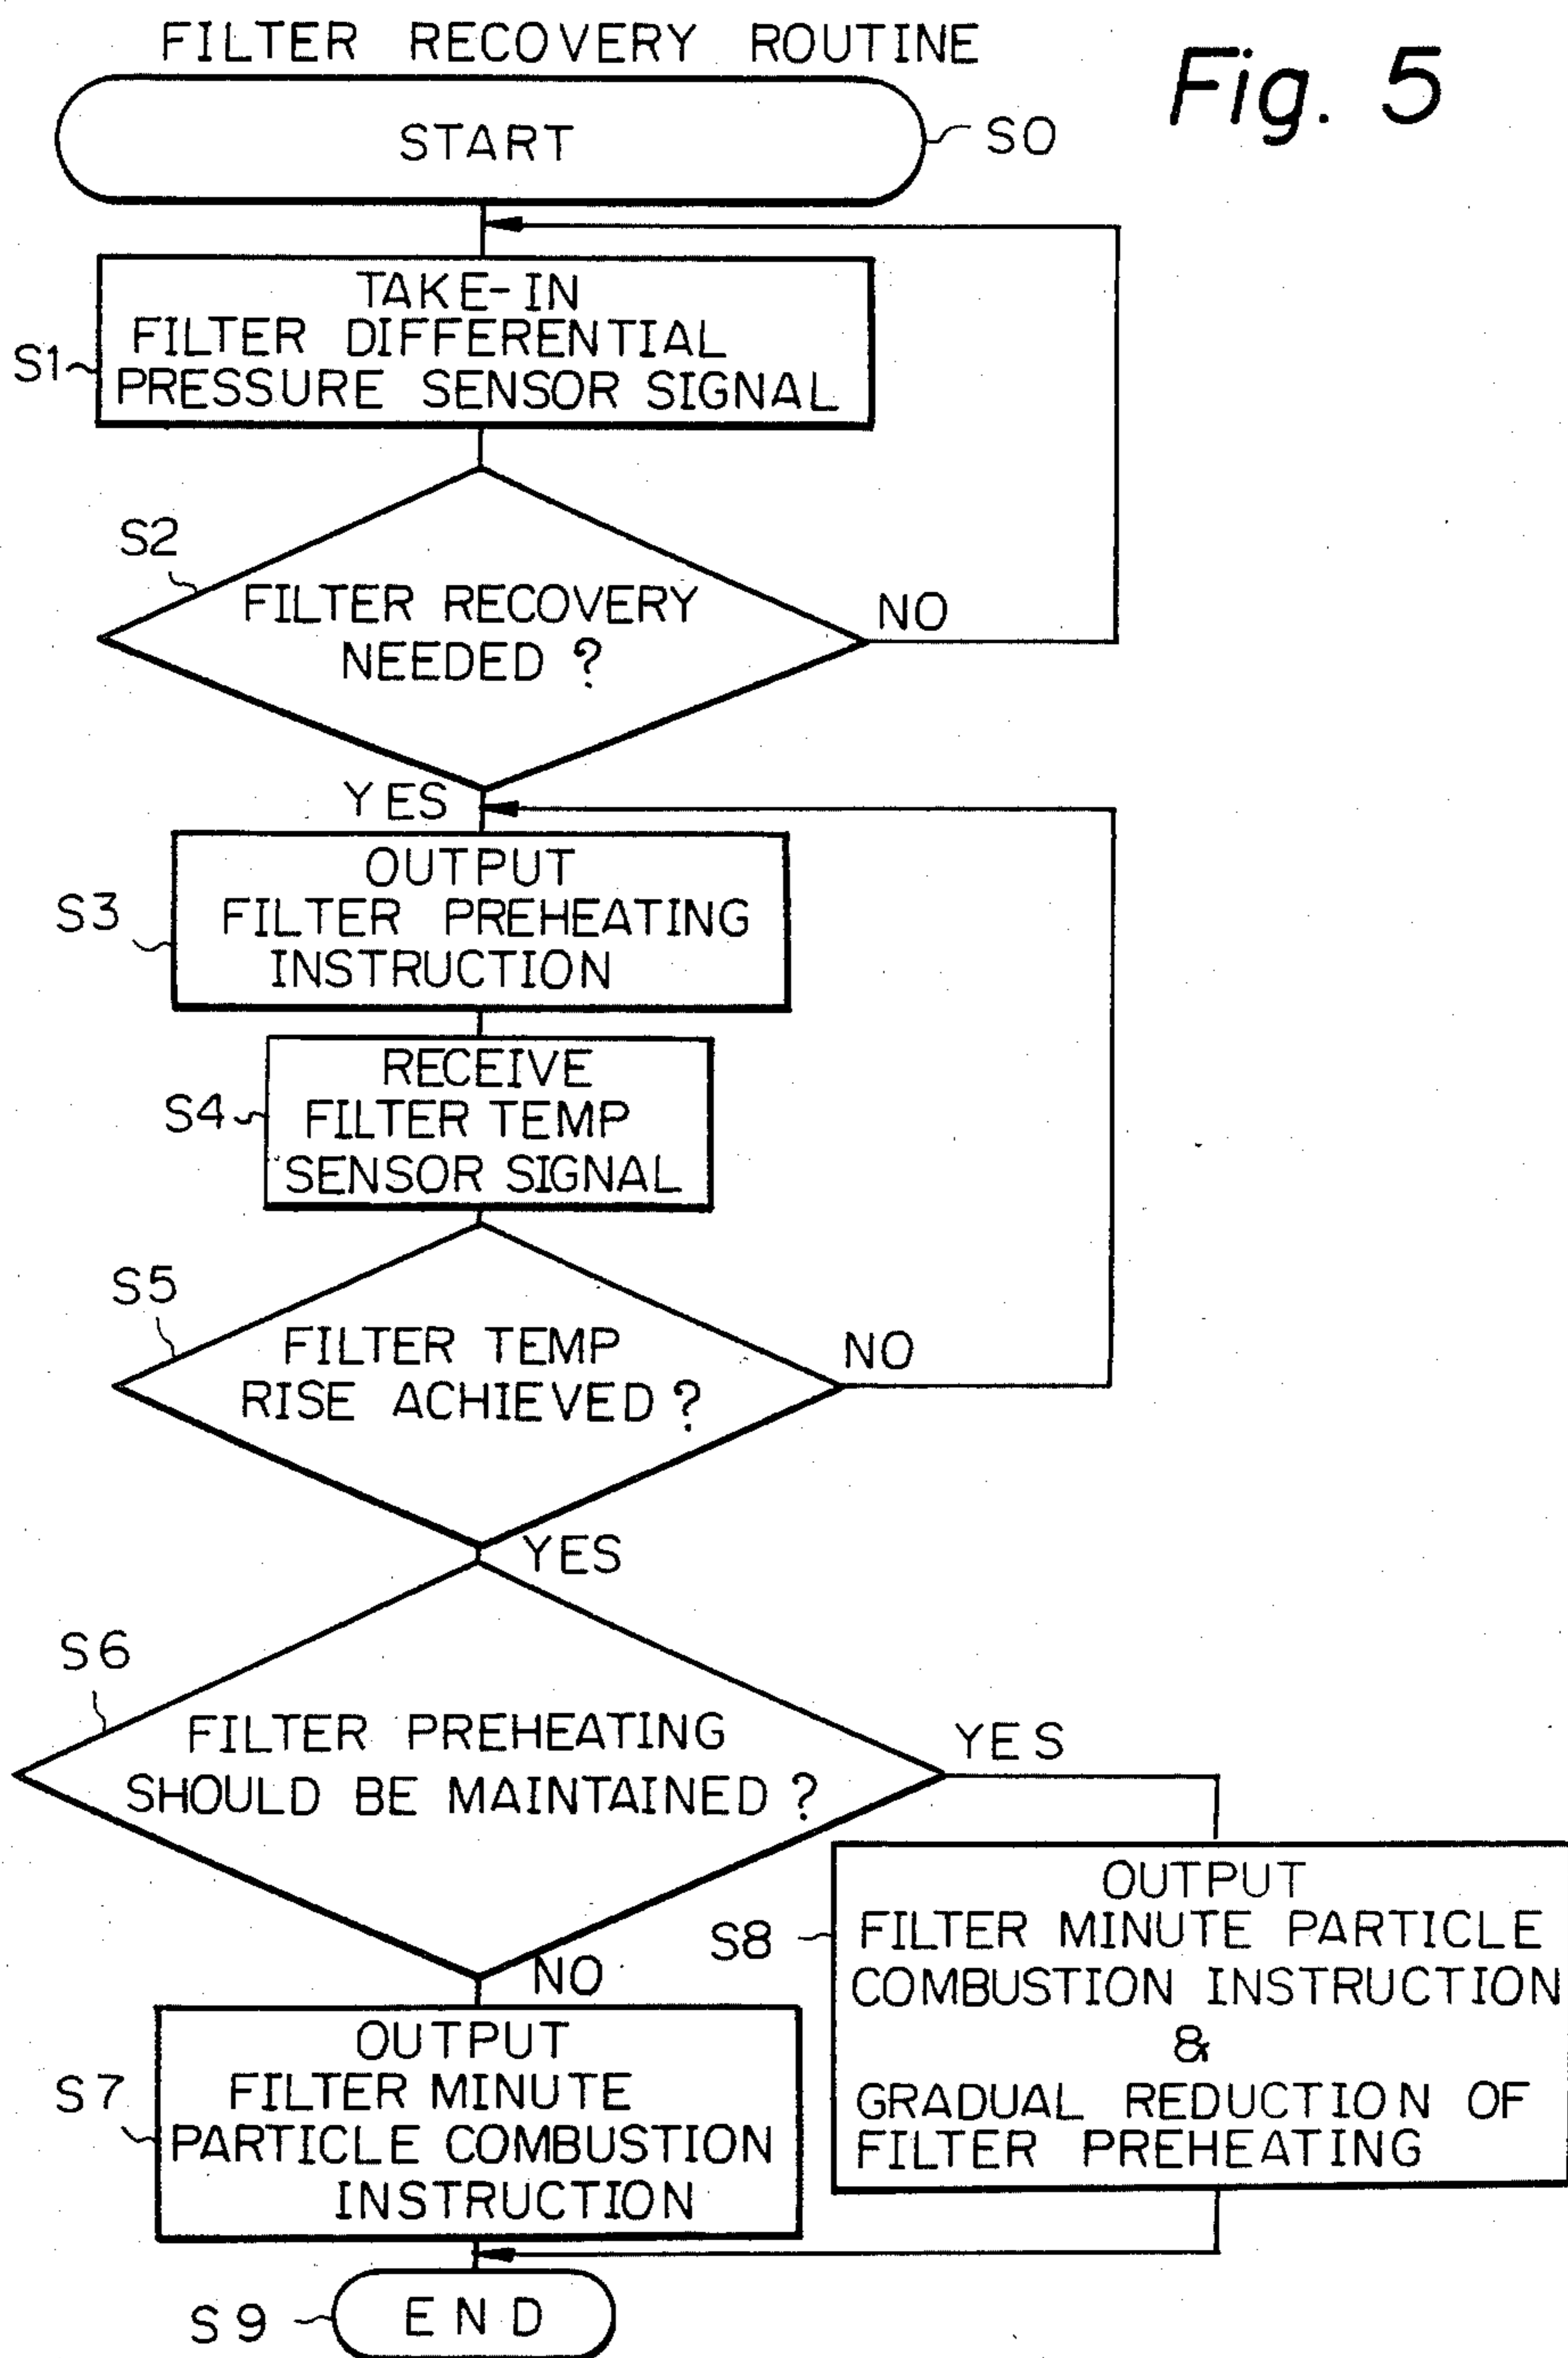 FILTER RECOVERY ROUTINE
Fig. 5
START
S0
TAKE-IN
FILTER DIFFERENTIAL
PRESSURE SENSOR SIGNAL
S1
S2
FILTER RECOVERY
NEEDED ?
NO
YES
OUTPUT
FILTER PREHEATING
INSTRUCTION
S3
RECEIVE
FILTER TEMP
SENSOR SIGNAL
S4
S5
FILTER TEMP
RISE ACHIEVED ?
NO
YES
S6
FILTER PREHEATING
SHOULD BE MAINTAINED ?
YES
NO
S8
OUTPUT
FILTER MINUTE PARTICLE
COMBUSTION INSTRUCTION
&
GRADUAL REDUCTION OF
FILTER PREHEATING
S7
OUTPUT
FILTER MINUTE
PARTICLE COMBUSTION
INSTRUCTION
S9
END